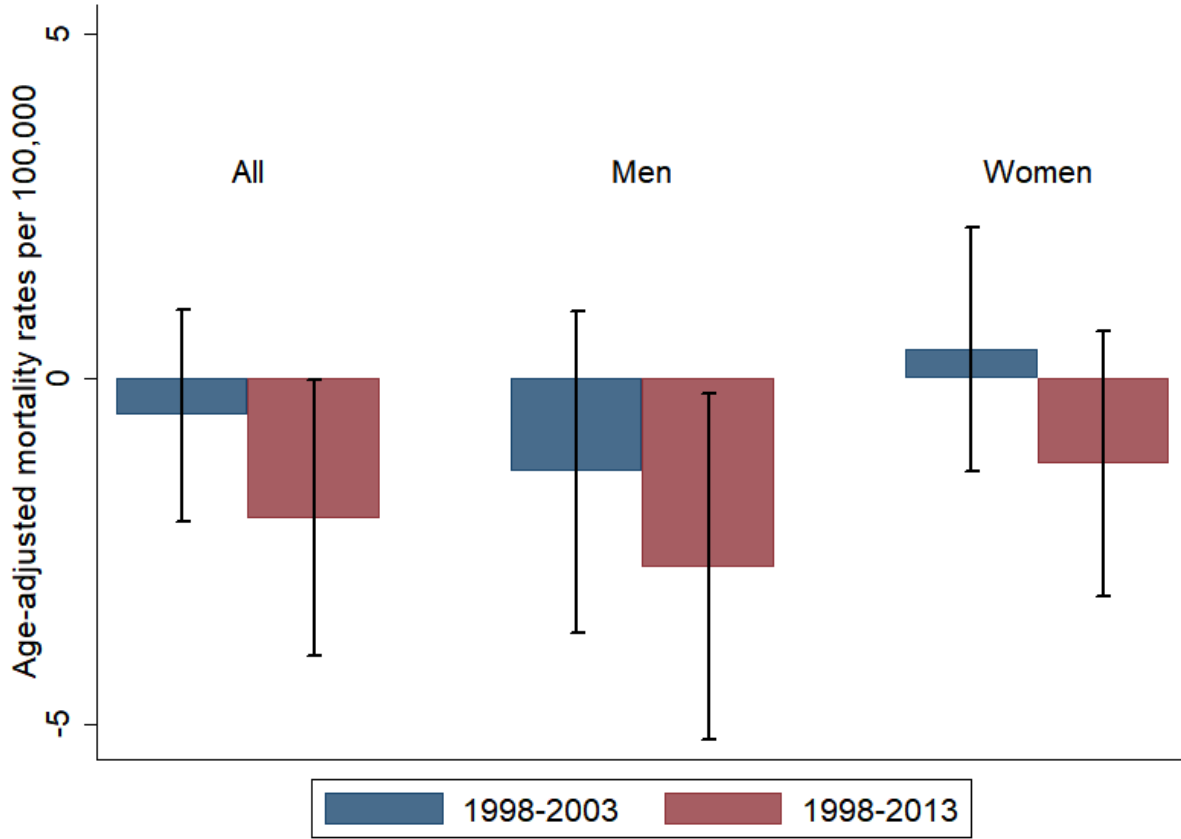 Age-adjusted mortality rates per 100,000
5
0
-5
All
Men
Women
1998-2003
1998-2013